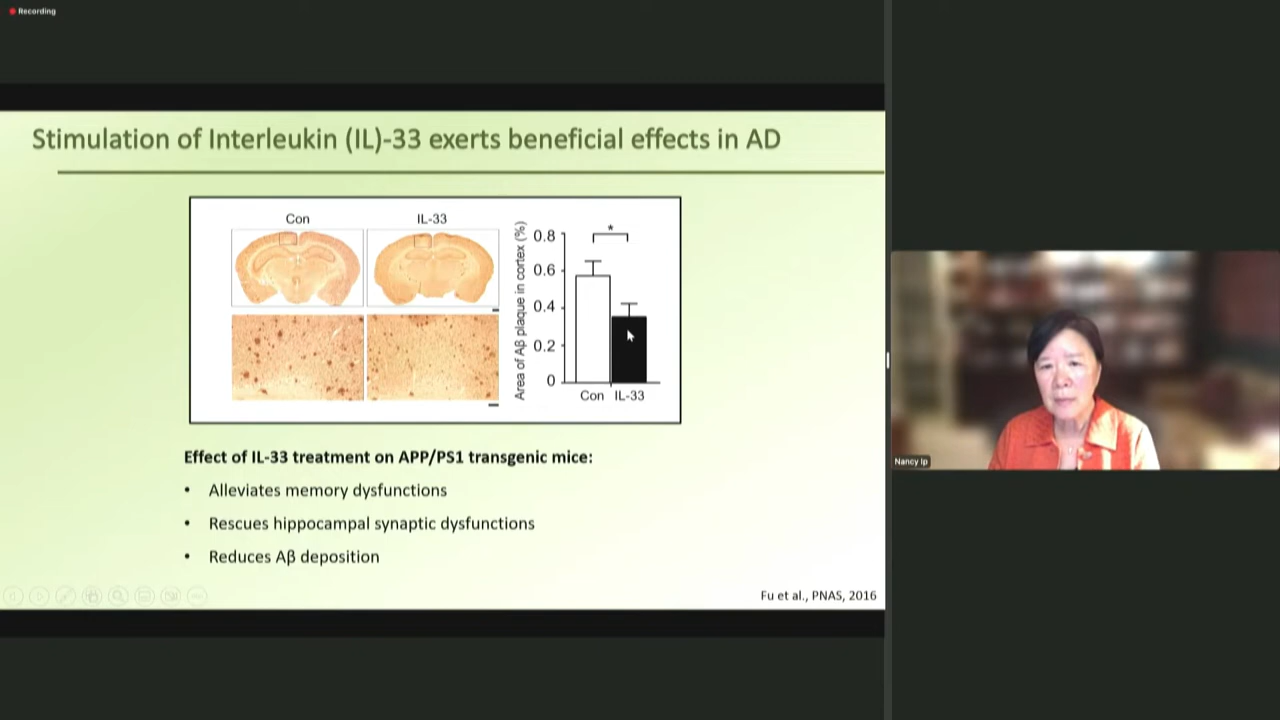 Recording
Stimulation of Interleukin (IL)-33 exerts beneficial effects in AD
Con
IL-33
Area of Aβ plaque in cortex (%)
0.8
0.6
0.4
0.2
0
*
Con IL-33
Effect of IL-33 treatment on APP/PS1 transgenic mice:
• Alleviates memory dysfunctions
• Rescues hippocampal synaptic dysfunctions
• Reduces Aβ deposition
Fu et al., PNAS, 2016
Nancy Ip